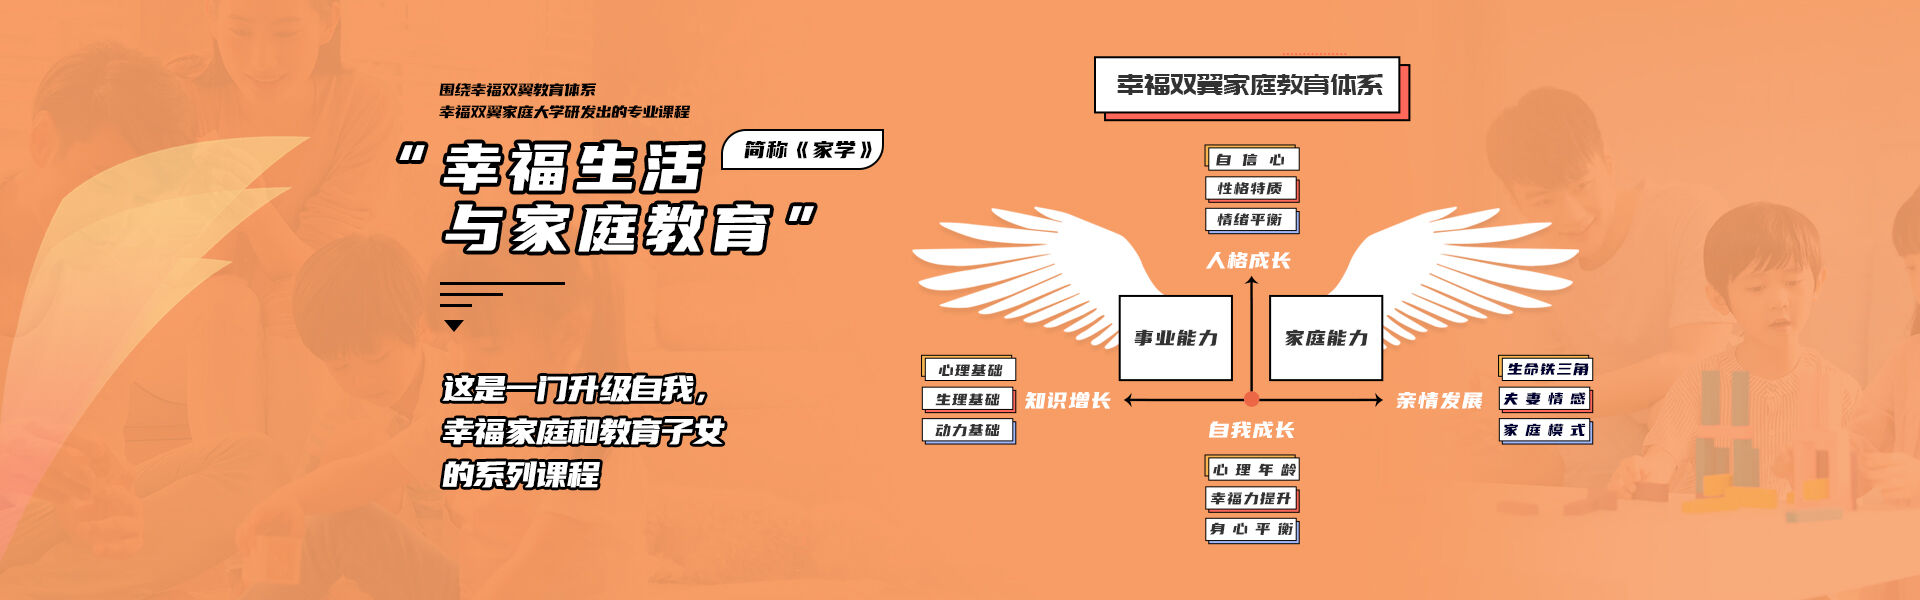 围绕幸福双翼教育体系
幸福双翼家庭大学研发出的专业课程
“幸福生活
简称《家学》
与家庭教育”
这是一门升级自我，
幸福家庭和教育子女
的系列课程
幸福双翼家庭教育体系
自信心
性格特质
情绪平衡
人格成长
事业能力
家庭能力
心理基础
生理基础
动力基础
知识增长
亲情发展
生命铁三角
夫妻情感
家庭模式
自我成长
心理年龄
幸福力提升
身心平衡